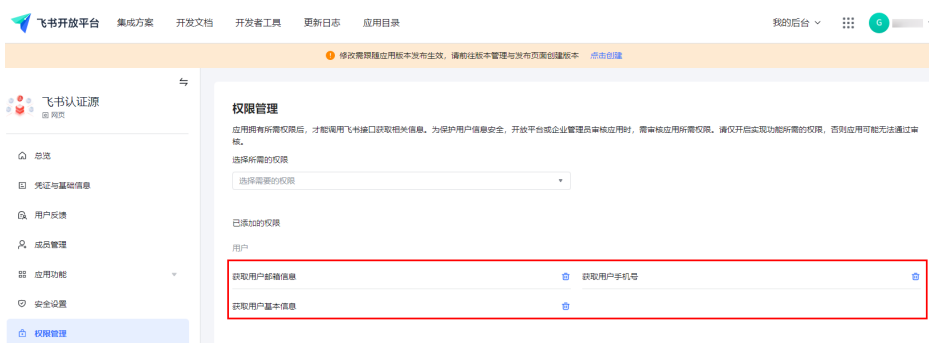 飞书开放平台 集成方案 开发文档 开发者工具 更新日志 应用目录 我的后台 G
修改需跟随应用版本发布生效，请前往版本管理与发布页面创建版本 点击创建
飞书认证源
网页
总览
凭证与基础信息
用户反馈
成员管理
应用功能
安全设置
权限管理
权限管理
应用拥有所需权限后，才能调用飞书接口获取相关信息。为保护用户信息安全，开放平台或企业管理员审核应用时，需审核应用所需权限。请仅开启实现功能所需的权限，否则应用可能无法通过审
核。
选择所需的权限
选择需要的权限
已添加的权限
用户
获取用户邮箱信息 获取用户手机号
获取用户基本信息